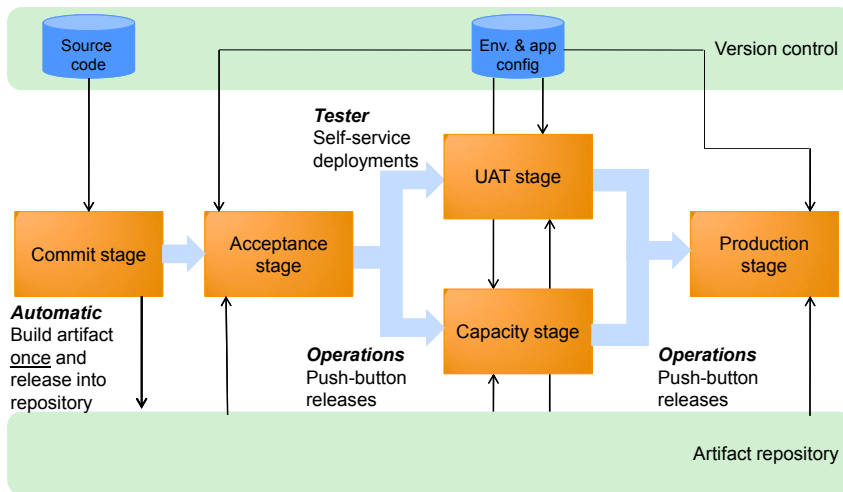 Source
code
Env. & app
config
Version control
Tester
Self-service
deployments
UAT stage
Commit stage
Acceptance
stage
Production
stage
Automatic
Build artifact
once and
release into
repository
Capacity stage
Operations
Push-button
releases
Operations
Push-button
releases
Artifact repository